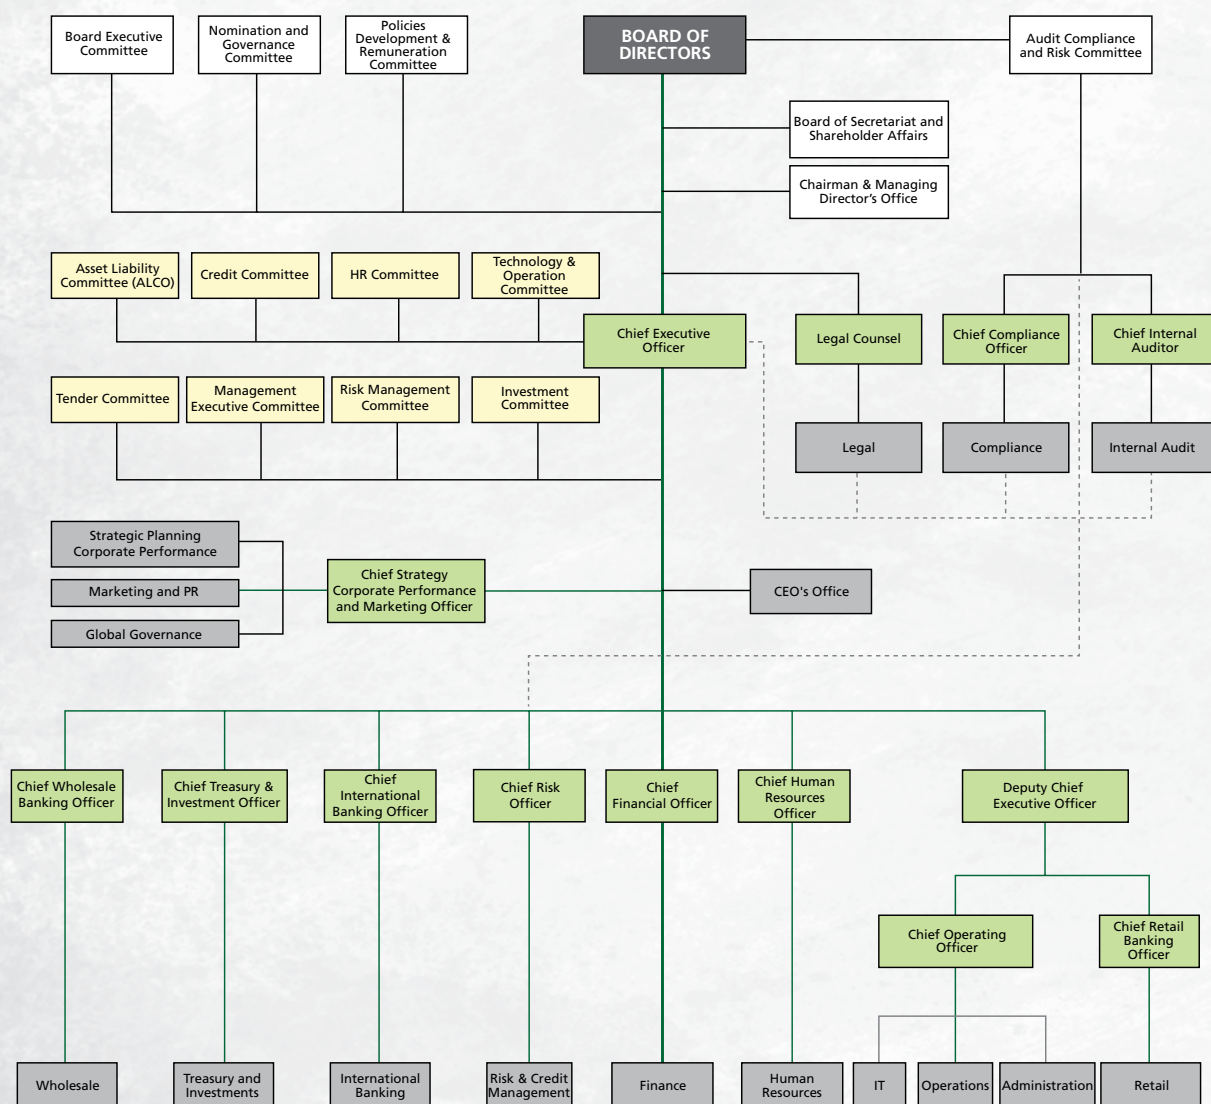 Board Executive
Committee
Nomination and
Governance
Committee
Policies
Development &
Remuneration
Committee
BOARD OF
DIRECTORS
Audit Compliance
and Risk Committee
Board of Secretariat and
Shareholder Affairs
Chairman & Managing
Director's Office
Asset Liability
Committee (ALCO)
Credit Committee
HR Committee
Technology &
Operation
Committee
Chief Executive
Officer
Legal Counsel
Chief Compliance
Officer
Chief Internal
Auditor
Tender Committee
Management
Executive Committee
Risk Management
Committee
Investment
Committee
Legal
Compliance
Internal Audit
Strategic Planning
Corporate Performance
Marketing and PR
Global Governance
Chief Strategy
Corporate Performance
and Marketing Officer
CEO's Office
Chief Wholesale
Banking Officer
Chief Treasury &
Investment Officer
Chief
International
Banking Officer
Chief Risk
Officer
Chief
Financial Officer
Chief Human
Resources
Officer
Deputy Chief
Executive Officer
Chief Operating
Officer
Chief Retail
Banking
Officer
Wholesale
Treasury and
Investments
International
Banking
Risk & Credit
Management
Finance
Human
Resources
IT
Operations
Administration
Retail